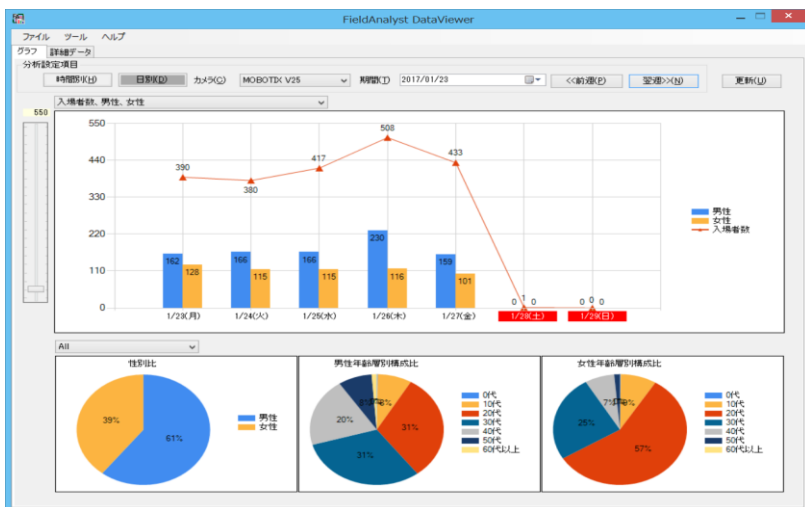 FieldAnalyst DataViewer
ファイル ツール ヘルプ
グラフ 詳細データ
分析設定項目
時間別(H) 日別(D) カメラ(C) MOBOTIX V25 期間(T) 2017/01/23 <<前週(P) 翌週>>(N) 更新(U)
入場者数、男性、女性
550
550
440
330
220
110
0
390
380
417
508
433
162 128
166 115
166 115
230 116
159 101
0 1 0
0 0 0
1/23(月) 1/24(火) 1/25(水) 1/26(木) 1/27(金) 1/28(土) 1/29(日)
男性
女性
入場者数
All
性別比
39%
61%
男性
女性
男性年齢層別構成比
8%
31%
31%
20%
0代
10代
20代
30代
40代
50代
60代以上
女性年齢層別構成比
57%
25%
7%
0代
10代
20代
30代
40代
50代
60代以上